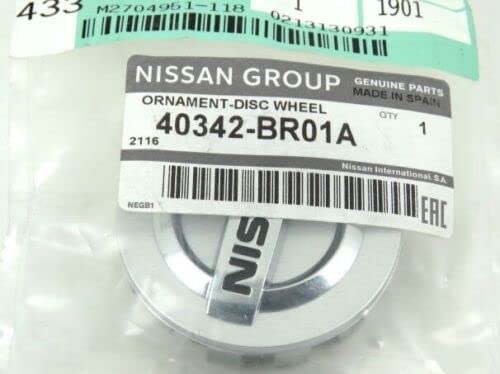 433
M2704951-118
1
1901
0213130931
NISSAN GROUP
GENUINE PARTS
MADE IN SPAIN
ORNAMENT-DISC WHEEL
40342-BR01A
QTY 1
2116
Nissan International.SA
NEGB1
EAC
NIS